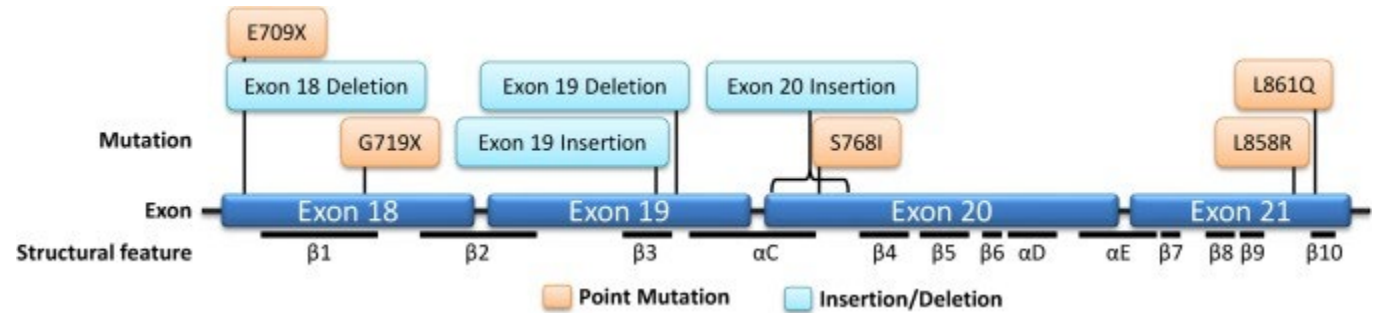 E709X
Exon 18 Deletion
Exon 19 Deletion
Exon 20 Insertion
L861Q
Mutation
G719X
Exon 19 Insertion
S768I
L858R
Exon
Exon 18
Exon 19
Exon 20
Exon 21
Structural feature
β1
β2
β3
αC
β4
β5
β6
αD
αE
β7
β8
β9
β10
Point Mutation
Insertion/Deletion